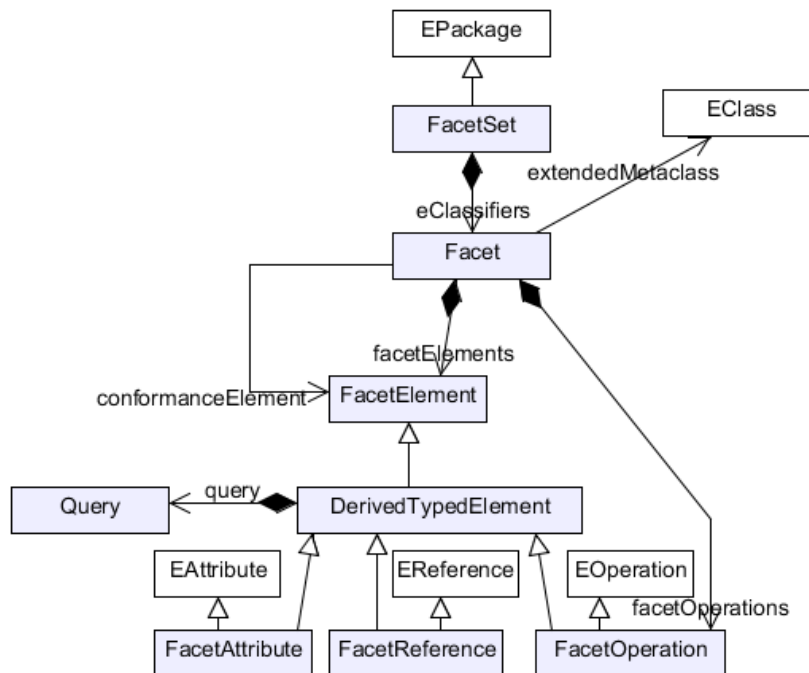 EPackage
FacetSet
EClass
extendedMetaclass
eClassifiers
Facet
facetElements
conformanceElement
FacetElement
query
Query
DerivedTypedElement
EAttribute
EReference
EOperation
facetOperations
FacetAttribute
FacetReference
FacetOperation